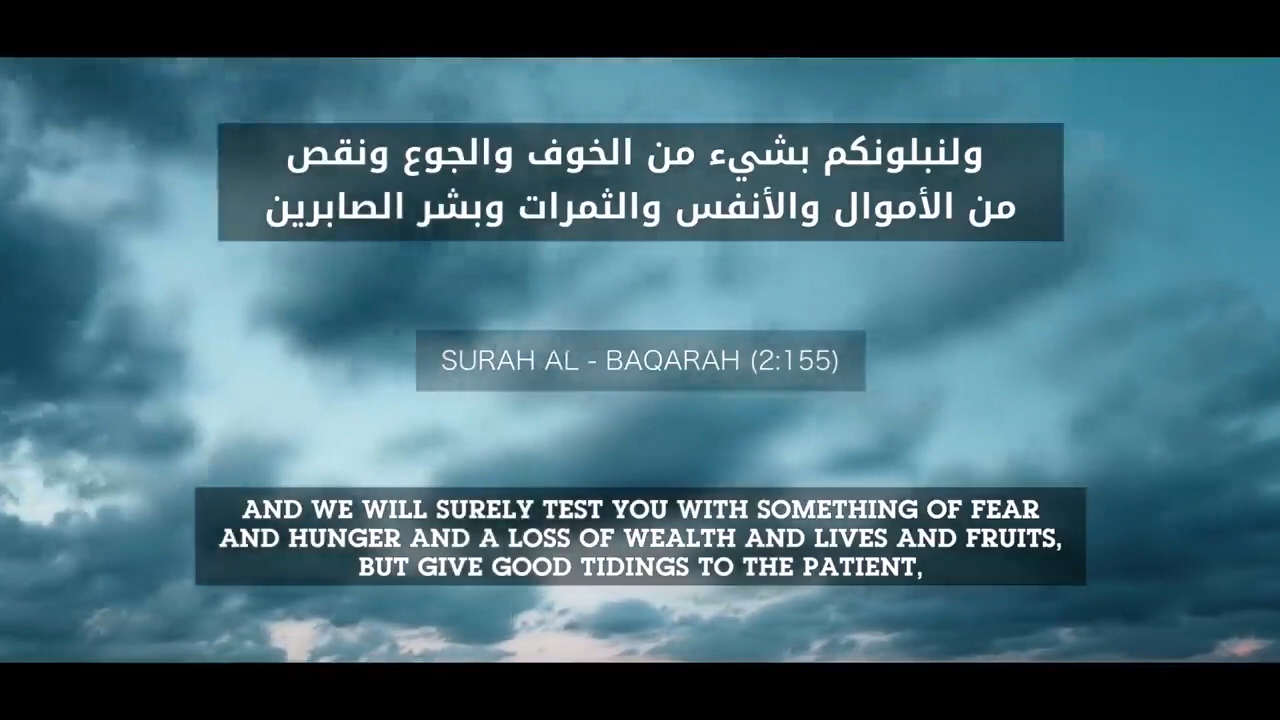 ولنبلونكم بشيء من الخوف والجوع ونقص
من الأموال والأنفس والثمرات وبشر الصابرين
SURAH AL - BAQARAH (2:155)
AND WE WILL SURELY TEST YOU WITH SOMETHING OF FEAR
AND HUNGER AND A LOSS OF WEALTH AND LIVES AND FRUITS,
BUT GIVE GOOD TIDINGS TO THE PATIENT,